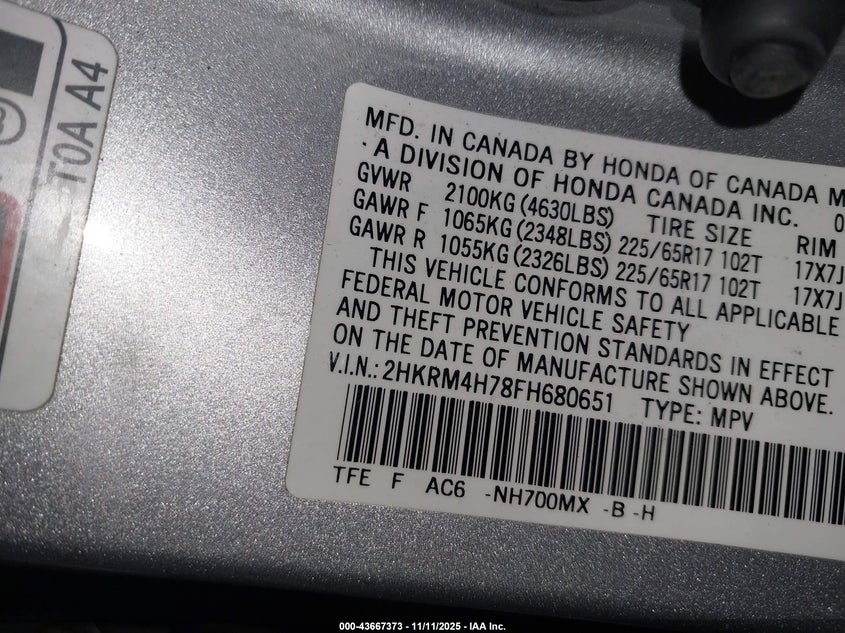 T0A A4
MFD. IN CANADA BY HONDA OF CANADA M
A DIVISION OF HONDA CANADA INC. 0
GVWR 2100KG (4630LBS) TIRE SIZE RIM
GAWR F 1065KG (2348LBS) 225/65R17 102T 17X7J
GAWR R 1055KG (2326LBS) 225/65R17 102T 17X7J
THIS VEHICLE CONFORMS TO ALL APPLICABLE
FEDERAL MOTOR VEHICLE SAFETY
AND THEFT PREVENTION STANDARDS IN EFFECT
ON THE DATE OF MANUFACTURE SHOWN ABOVE.
V.I.N.: 2HKRM4H78FH680651 TYPE: MPV
TFE F AC6 -NH700MX -B -H
000-43667373 - 11/11/2025 - IAA Inc.